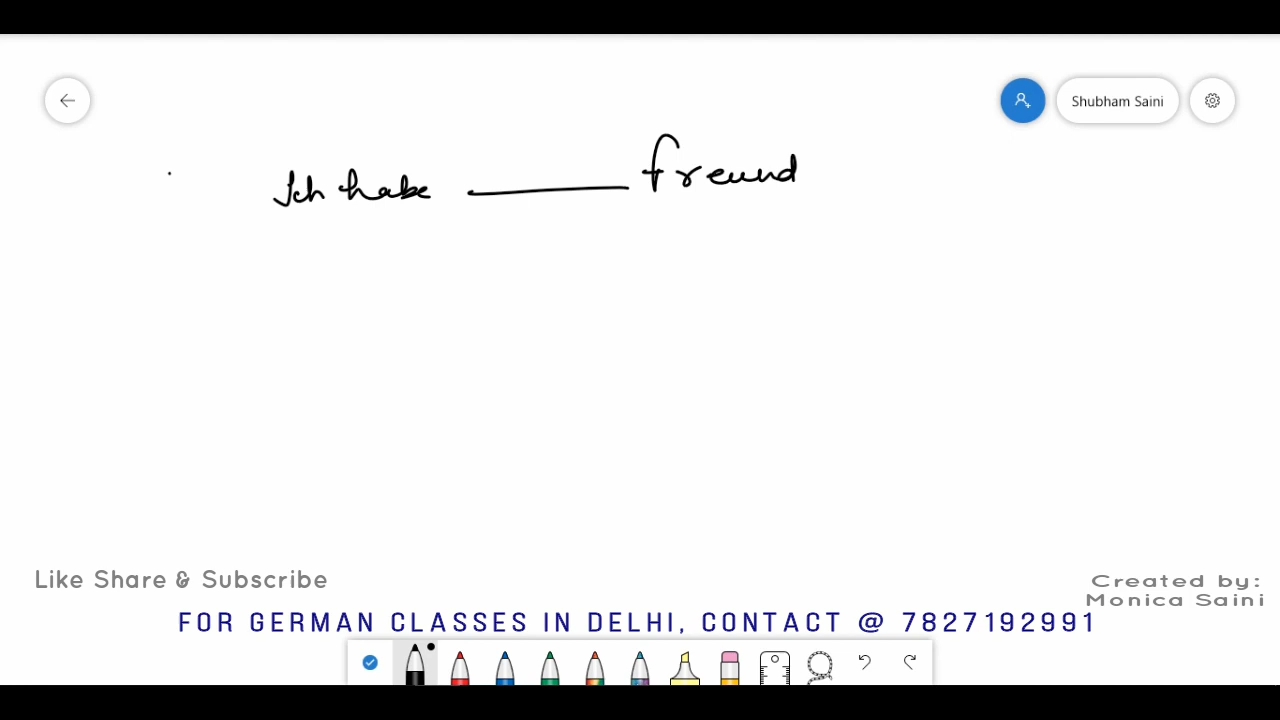 Shubham Saini
Ich habe ________ freund
Like Share & Subscribe
Created by:
Monica Saini
FOR GERMAN CLASSES IN DELHI, CONTACT @ 7827192991